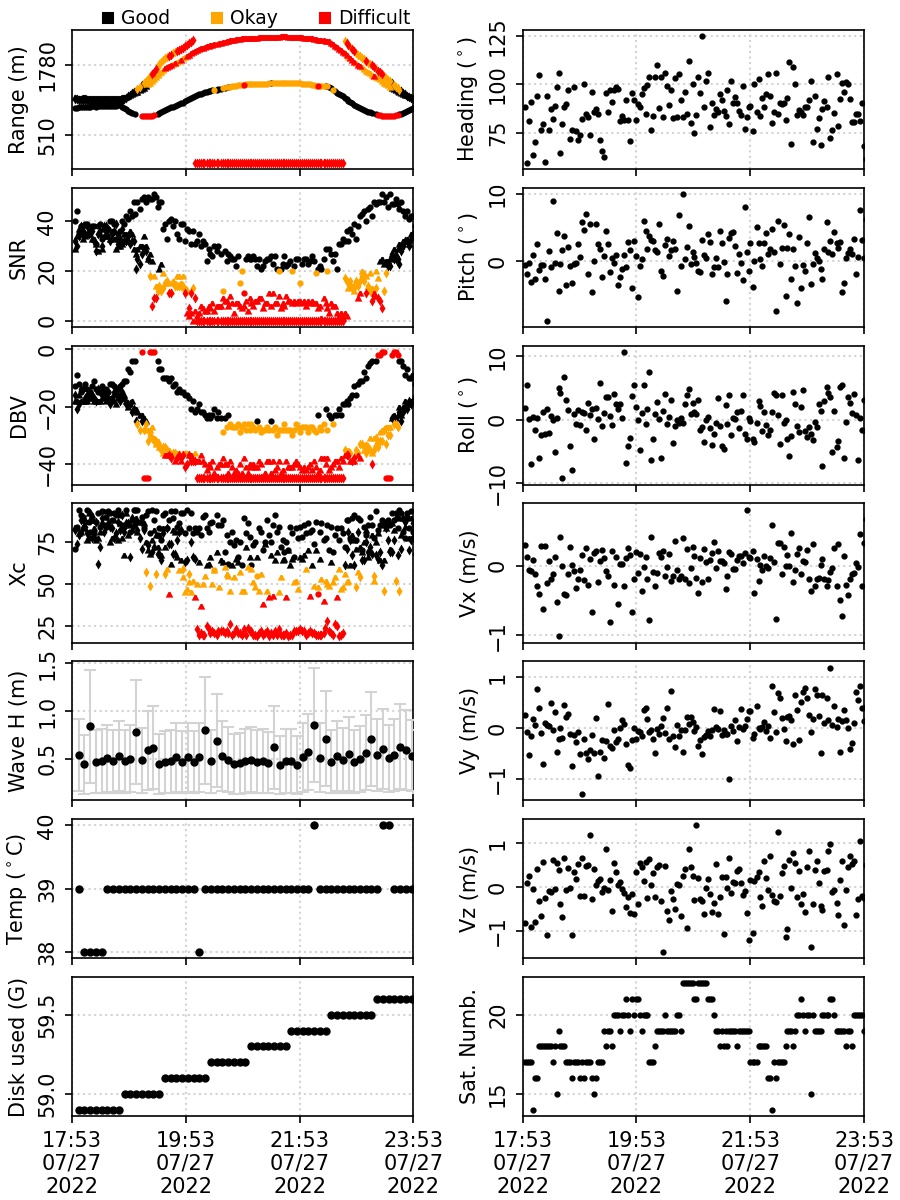 Good Okay Difficult
Range (m)
1780
510
Heading (°)
125
100
75
SNR
40
20
0
Pitch (°)
10
0
DBV
0
−20
−40
Roll (°)
10
0
−10
Xc
75
50
25
Vx (m/s)
0
−1
Wave H (m)
1.5
1.0
0.5
Vy (m/s)
1
0
−1
Temp (°C)
40
39
38
Vz (m/s)
1
0
−1
Disk used (G)
59.5
59.0
Sat. Numb.
20
15
17:53 19:53 21:53 23:53 17:53 19:53 21:53 23:53
07/27 07/27 07/27 07/27 07/27 07/27 07/27 07/27
2022 2022 2022 2022 2022 2022 2022 2022